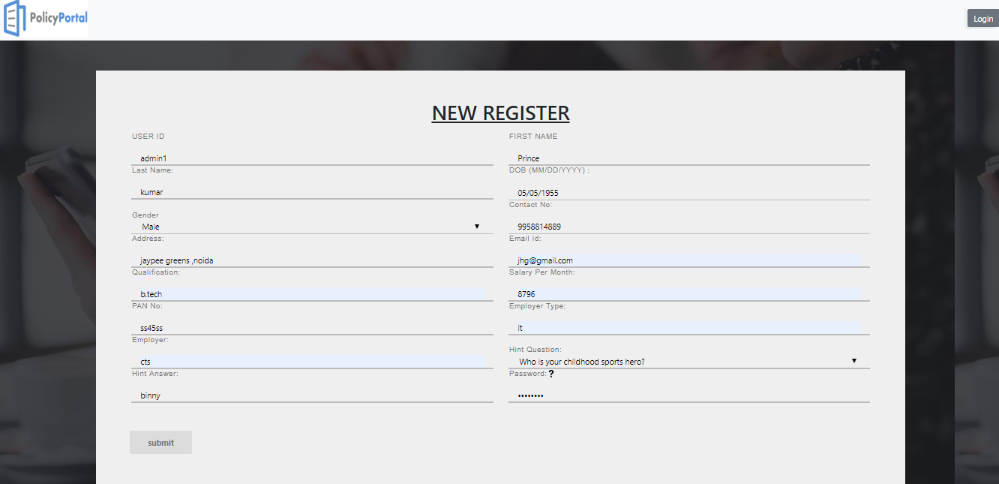 PolicyPortal
Login
NEW REGISTER
USER ID
admin1
FIRST NAME
Prince
Last Name:
kumar
DOB (MM/DD/YYYY) :
05/05/1955
Gender
Male
Contact No:
9958814889
Address:
jaypee greens ,noida
Email Id:
jhg@gmail.com
Qualification:
b.tech
Salary Per Month:
8796
PAN No:
ss45ss
Employer Type:
it
Employer:
cts
Hint Question:
Who is your childhood sports hero?
Hint Answer:
binny
Password: ?
••••••••
submit